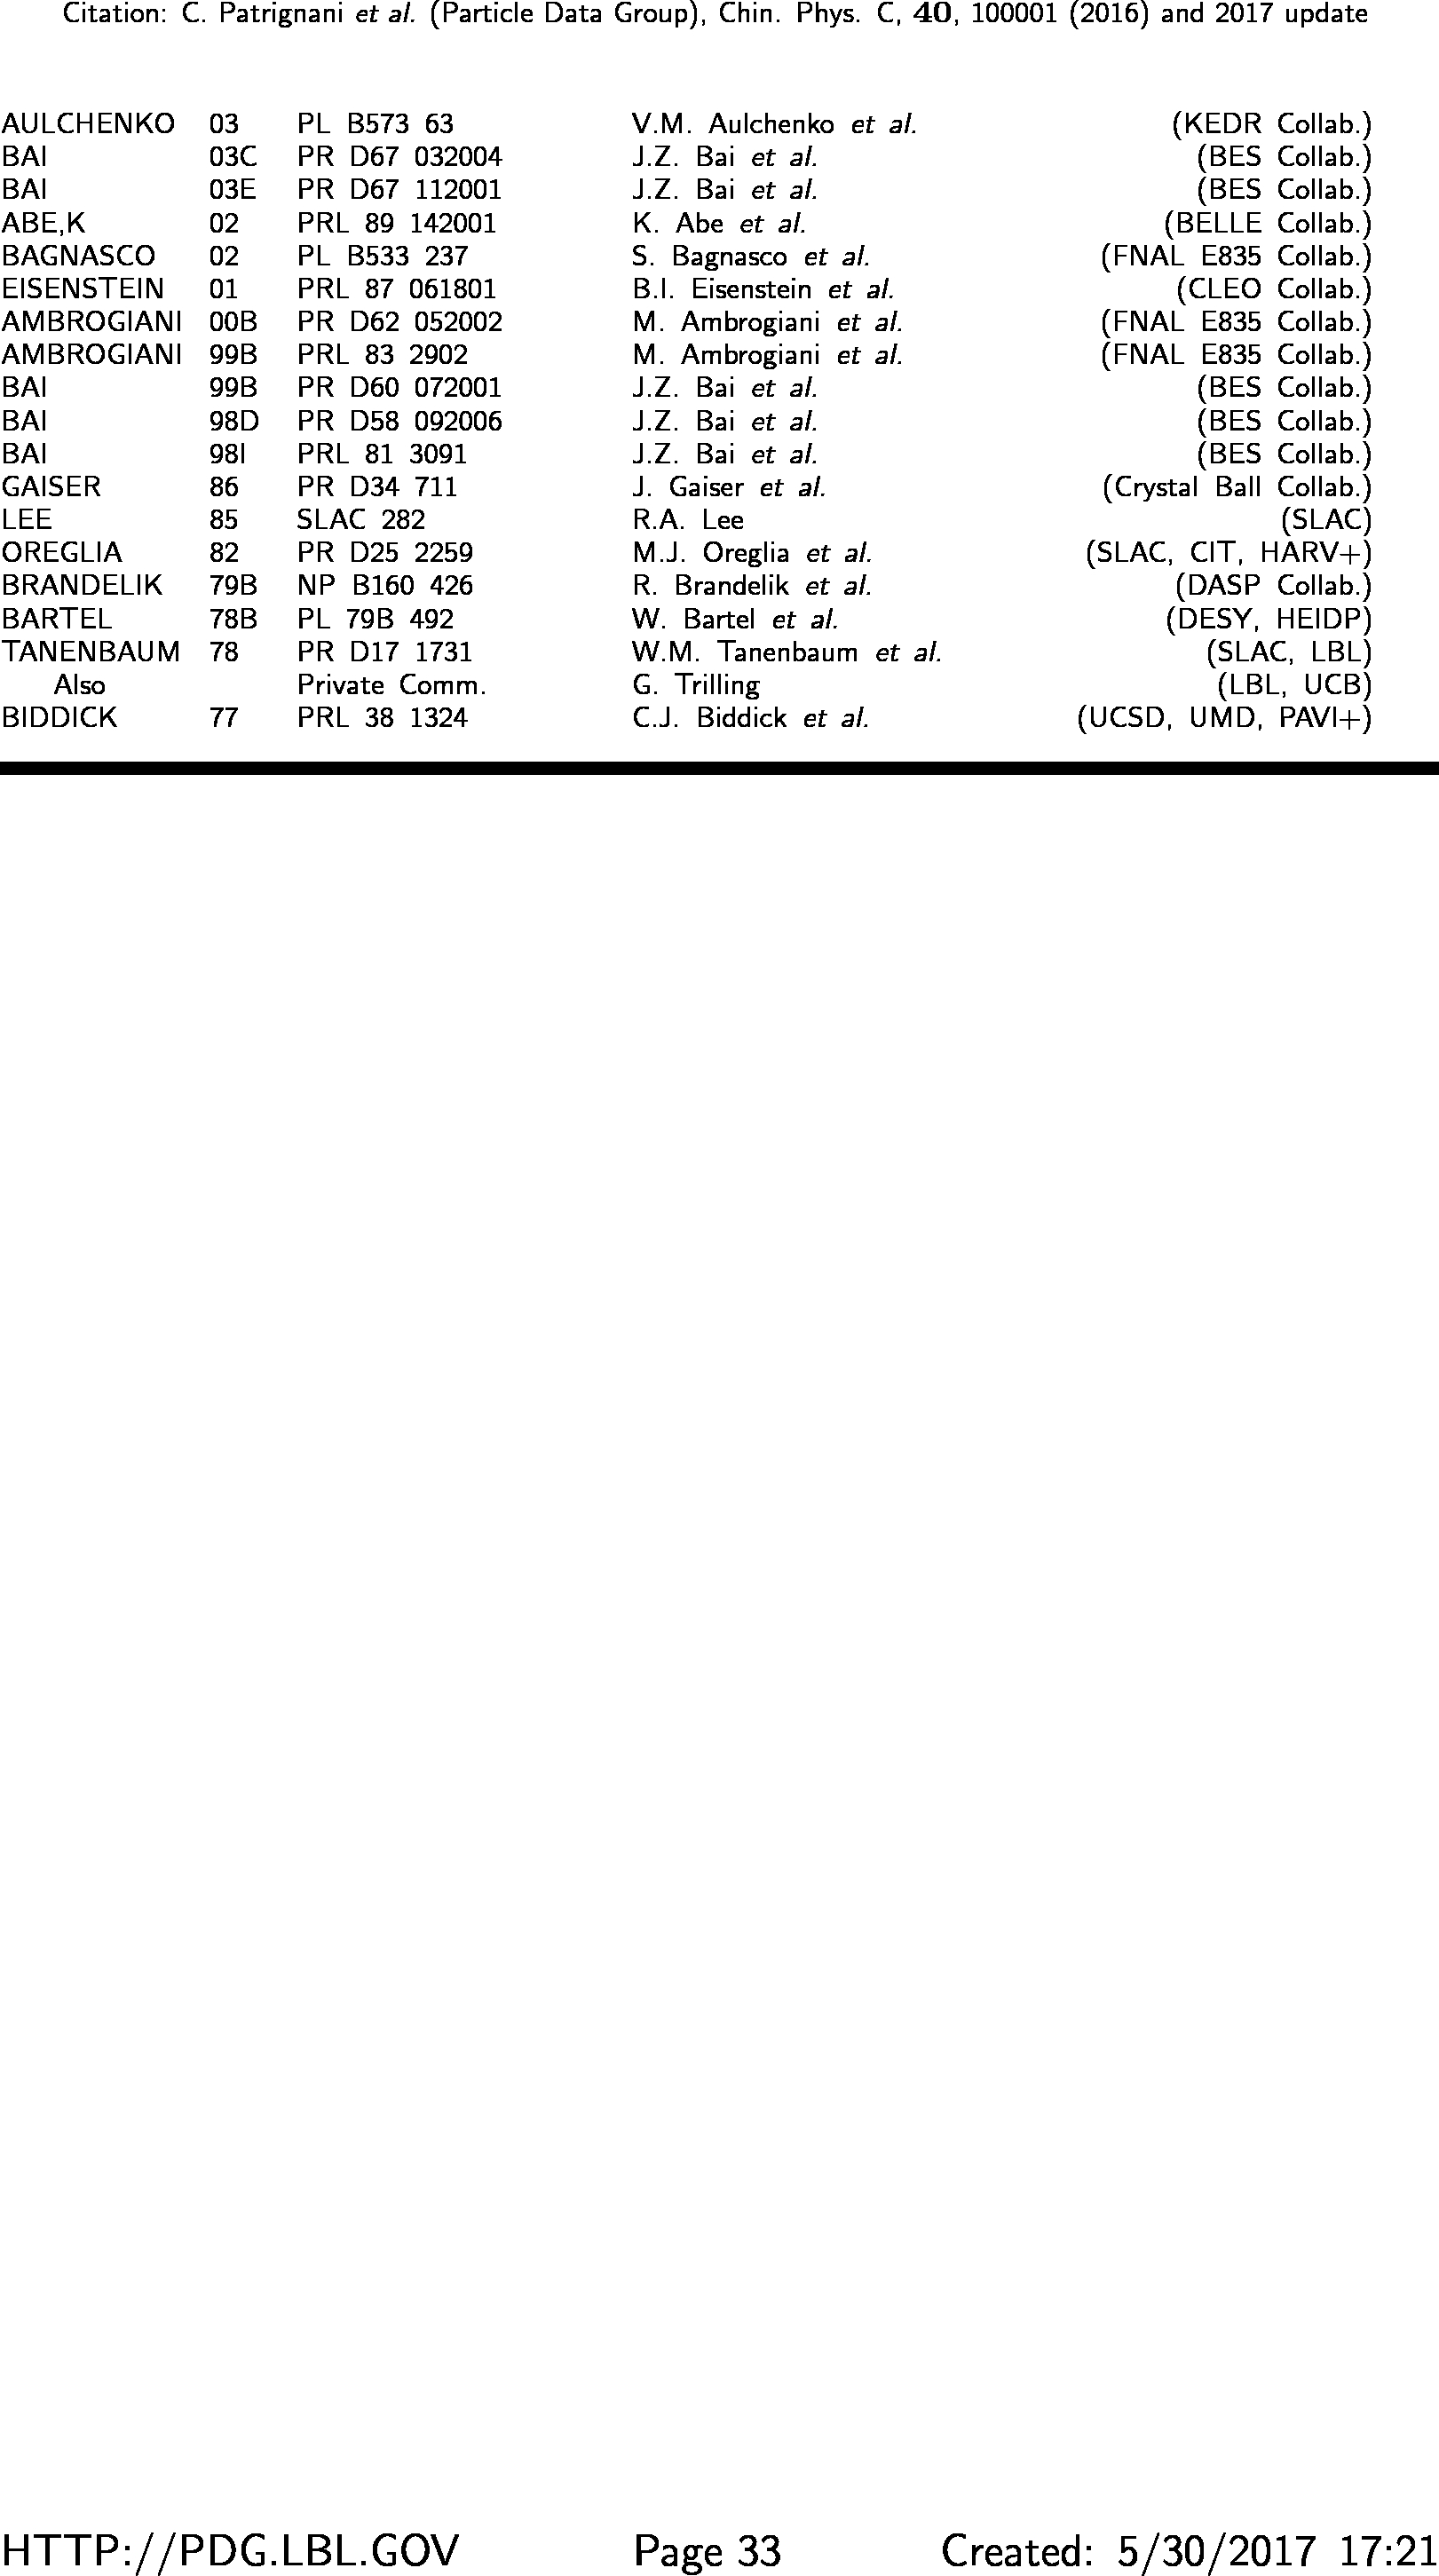 Citation: C. Patrignani et al. (Particle Data Group), Chin. Phys. C, 40, 100001 (2016) and 2017 update
AULCHENKO 03 PL B573 63 V.M. Aulchenko et al. (KEDR Collab.)
BAI 03C PR D67 032004 J.Z. Bai et al. (BES Collab.)
BAI 03E PR D67 112001 J.Z. Bai et al. (BES Collab.)
ABE,K 02 PRL 89 142001 K. Abe et al. (BELLE Collab.)
BAGNASCO 02 PL B533 237 S. Bagnasco et al. (FNAL E835 Collab.)
EISENSTEIN 01 PRL 87 061801 B.I. Eisenstein et al. (CLEO Collab.)
AMBROGIANI 00B PR D62 052002 M. Ambrogiani et al. (FNAL E835 Collab.)
AMBROGIANI 99B PRL 83 2902 M. Ambrogiani et al. (FNAL E835 Collab.)
BAI 99B PR D60 072001 J.Z. Bai et al. (BES Collab.)
BAI 98D PR D58 092006 J.Z. Bai et al. (BES Collab.)
BAI 98I PRL 81 3091 J.Z. Bai et al. (BES Collab.)
GAISER 86 PR D34 711 J. Gaiser et al. (Crystal Ball Collab.)
LEE 85 SLAC 282 R.A. Lee (SLAC)
OREGLIA 82 PR D25 2259 M.J. Oreglia et al. (SLAC, CIT, HARV+)
BRANDELIK 79B NP B160 426 R. Brandelik et al. (DASP Collab.)
BARTEL 78B PL 79B 492 W. Bartel et al. (DESY, HEIDP)
TANENBAUM 78 PR D17 1731 W.M. Tanenbaum et al. (SLAC, LBL)
Also Private Comm. G. Trilling (LBL, UCB)
BIDDICK 77 PRL 38 1324 C.J. Biddick et al. (UCSD, UMD, PAVI+)
HTTP://PDG.LBL.GOV Page 33 Created: 5/30/2017 17:21